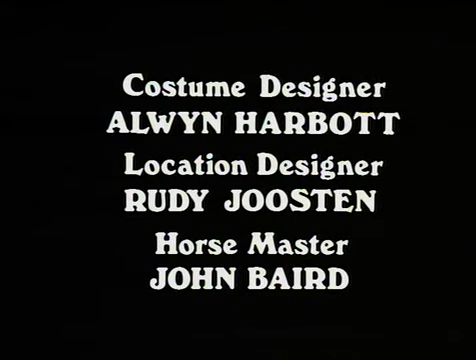 Costume Designer
ALWYN HARBOTT
Location Designer
RUDY JOOSTEN
Horse Master
JOHN BAIRD